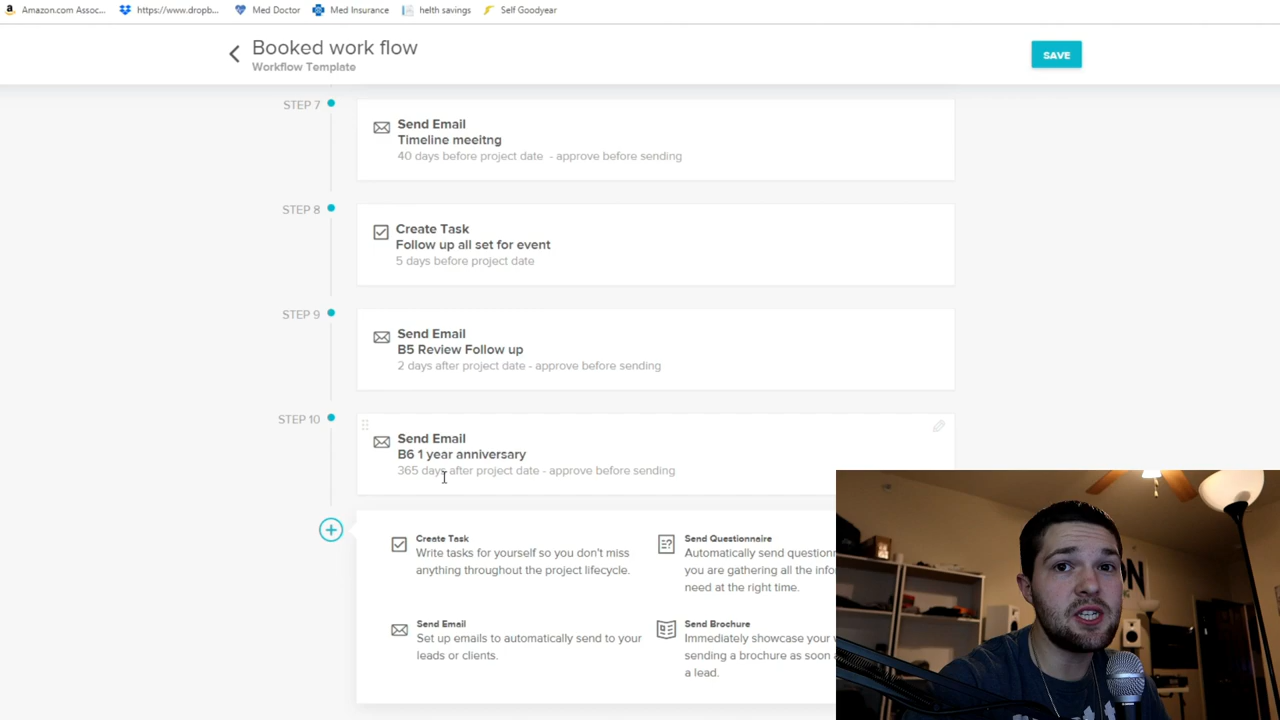 Amazon.com Assoc...
https://www.dropb...
Med Doctor
Med Insurance
helth savings
Self Goodyear
Booked work flow
Workflow Template
SAVE
STEP 7
Send Email
Timeline meeitng
40 days before project date - approve before sending
STEP 8
Create Task
Follow up all set for event
5 days before project date
STEP 9
Send Email
B5 Review Follow up
2 days after project date - approve before sending
STEP 10
Send Email
B6 1 year anniversary
365 days after project date - approve before sending
Create Task
Write tasks for yourself so you don't miss
anything throughout the project lifecycle.
Send Questionnaire
Automatically send question
you are gathering all the info
need at the right time.
Send Email
Set up emails to automatically send to your
leads or clients.
Send Brochure
Immediately showcase your
sending a brochure as soon a
a lead.